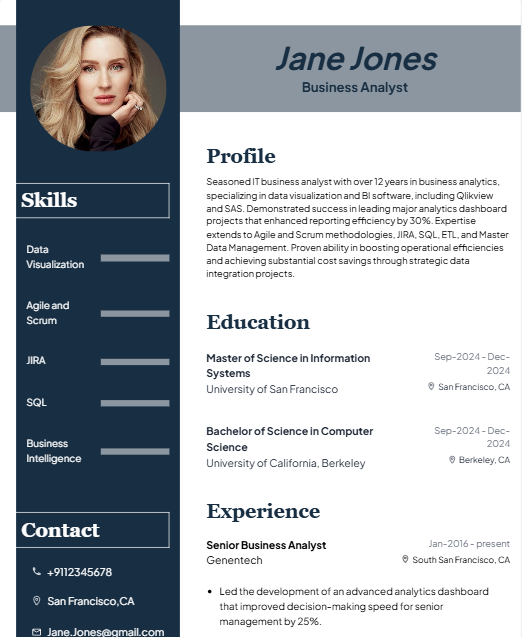 Jane Jones
Business Analyst
Skills
Data
Visualization
Agile and
Scrum
JIRA
SQL
Business
Intelligence
Contact
+9112345678
San Francisco,CA
Jane.Jones@gmail.com
Profile
Seasoned IT business analyst with over 12 years in business analytics,
specializing in data visualization and BI software, including Qlikview
and SAS. Demonstrated success in leading major analytics dashboard
projects that enhanced reporting efficiency by 30%. Expertise
extends to Agile and Scrum methodologies, JIRA, SQL, ETL, and Master
Data Management. Proven ability in boosting operational efficiencies
and achieving substantial cost savings through strategic data
integration projects.
Education
Master of Science in Information
Systems
University of San Francisco
Sep-2024 - Dec-
2024
San Francisco, CA
Bachelor of Science in Computer
Science
University of California, Berkeley
Sep-2024 - Dec-
2024
Berkeley, CA
Experience
Senior Business Analyst
Genentech
Jan-2016 - present
South San Francisco, CA
• Led the development of an advanced analytics dashboard
that improved decision-making speed for senior
management by 25%.